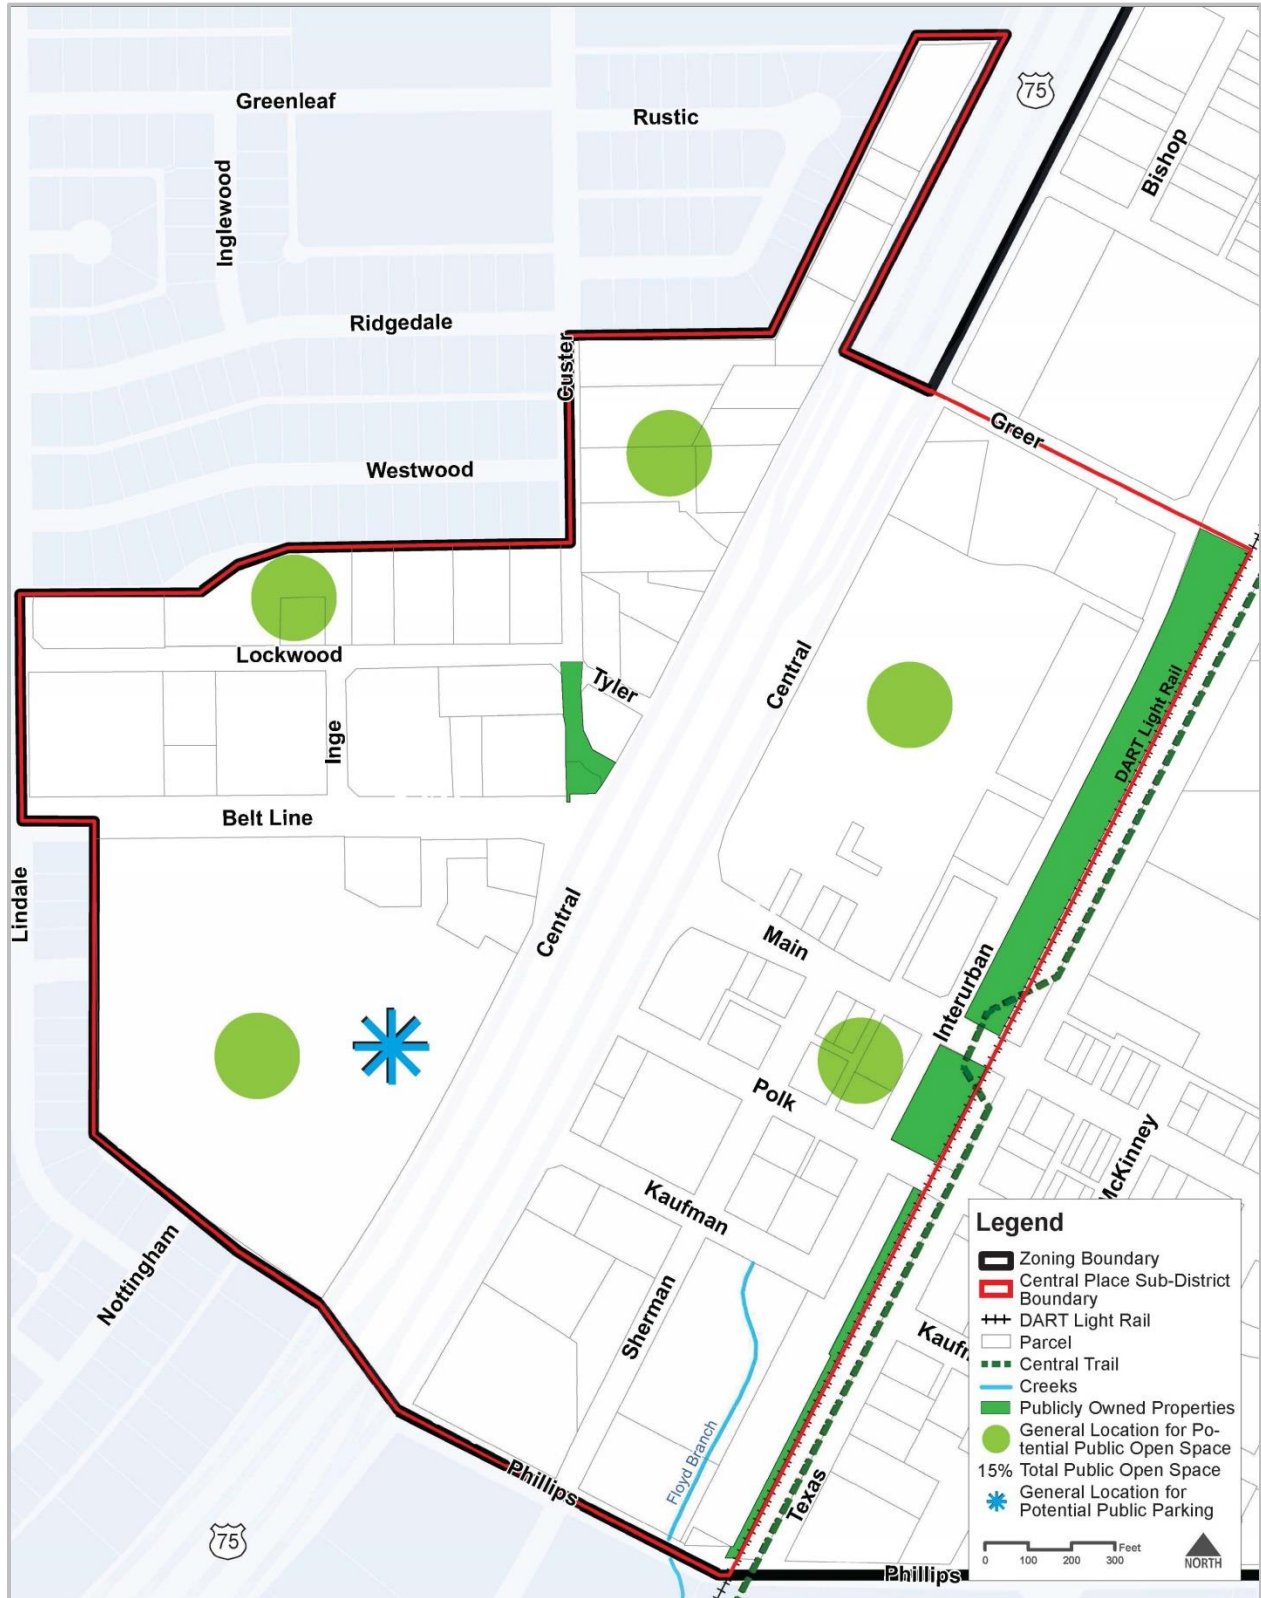 Greenleaf
Rustic
75
Bishop
Inglewood
Ridgedale
Custer
Westwood
Greer
Lockwood
Tyler
Central
DART Light Rail
Inge
Belt Line
Lindale
Central
Main
Interurban
Polk
McKinney
Kaufman
Nottingham
Sherman
Kaufm
Floyd Branch
Texas
Phillips
75
Phillips
Legend
Zoning Boundary
Central Place Sub-District
Boundary
DART Light Rail
Parcel
Central Trail
Creeks
Publicly Owned Properties
General Location for Po-
tential Public Open Space
15% Total Public Open Space
General Location for
Potential Public Parking
Feet
0 100 200 300
NORTH